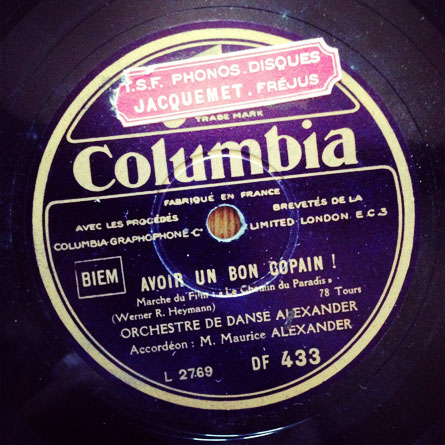 T.S.F. PHONOS-DISQUES
JACQUEMET. FRÉJUS
TRADE MARK
Columbia
FABRIQUÉ EN FRANCE
AVEC LES PROCÉDÉS
BREVETÉS DE LA
COLUMBIA-GRAPHOPHONE-Cº
LIMITED LONDON E.C.3
BIEM
AVOIR UN BON COPAIN !
Marche du Film : « Le Chemin du Paradis »
(Werner R. Heymann)
78 Tours
ORCHESTRE DE DANSE ALEXANDER
Accordéon : M. Maurice ALEXANDER
L 2769
DF 433